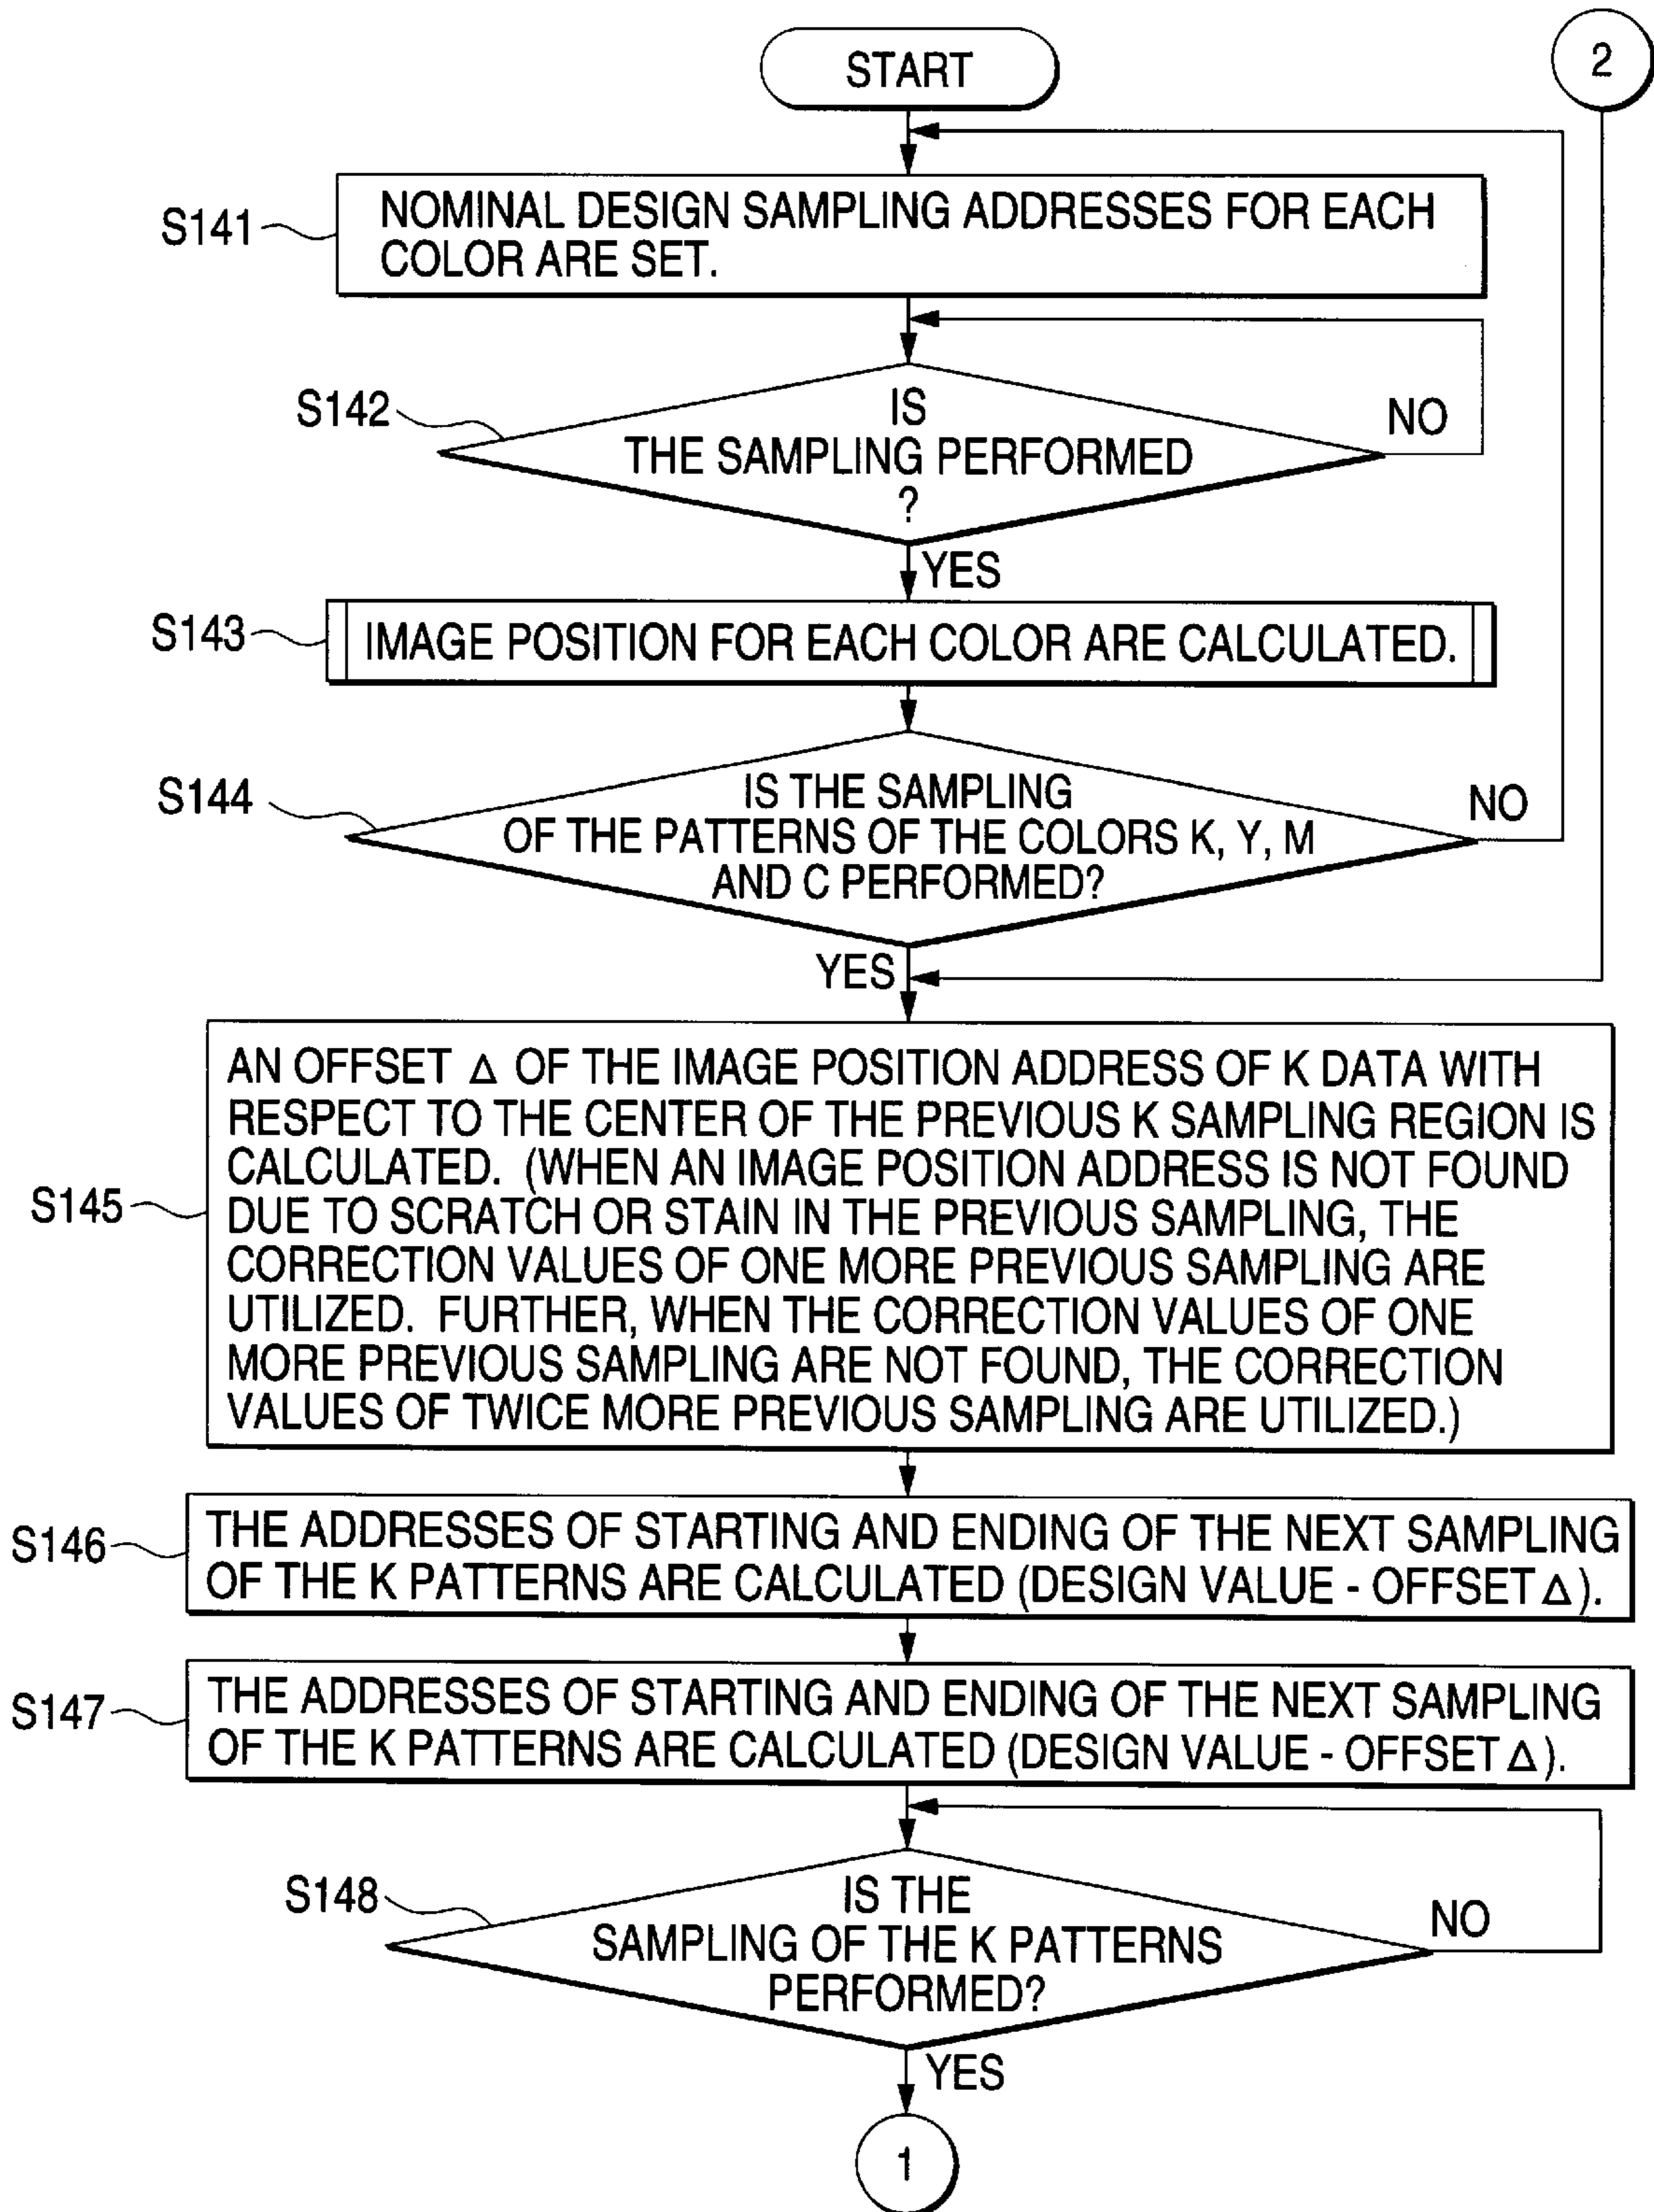 START
2
S141
NOMINAL DESIGN SAMPLING ADDRESSES FOR EACH
COLOR ARE SET.
S142
IS
THE SAMPLING PERFORMED
?
NO
YES
S143
IMAGE POSITION FOR EACH COLOR ARE CALCULATED.
S144
IS THE SAMPLING
OF THE PATTERNS OF THE COLORS K, Y, M
AND C PERFORMED?
NO
YES
S145
AN OFFSET Δ OF THE IMAGE POSITION ADDRESS OF K DATA WITH
RESPECT TO THE CENTER OF THE PREVIOUS K SAMPLING REGION IS
CALCULATED. (WHEN AN IMAGE POSITION ADDRESS IS NOT FOUND
DUE TO SCRATCH OR STAIN IN THE PREVIOUS SAMPLING, THE
CORRECTION VALUES OF ONE MORE PREVIOUS SAMPLING ARE
UTILIZED. FURTHER, WHEN THE CORRECTION VALUES OF ONE
MORE PREVIOUS SAMPLING ARE NOT FOUND, THE CORRECTION
VALUES OF TWICE MORE PREVIOUS SAMPLING ARE UTILIZED.)
S146
THE ADDRESSES OF STARTING AND ENDING OF THE NEXT SAMPLING
OF THE K PATTERNS ARE CALCULATED (DESIGN VALUE - OFFSET Δ).
S147
THE ADDRESSES OF STARTING AND ENDING OF THE NEXT SAMPLING
OF THE K PATTERNS ARE CALCULATED (DESIGN VALUE - OFFSET Δ).
S148
IS THE
SAMPLING OF THE K PATTERNS
PERFORMED?
NO
YES
1